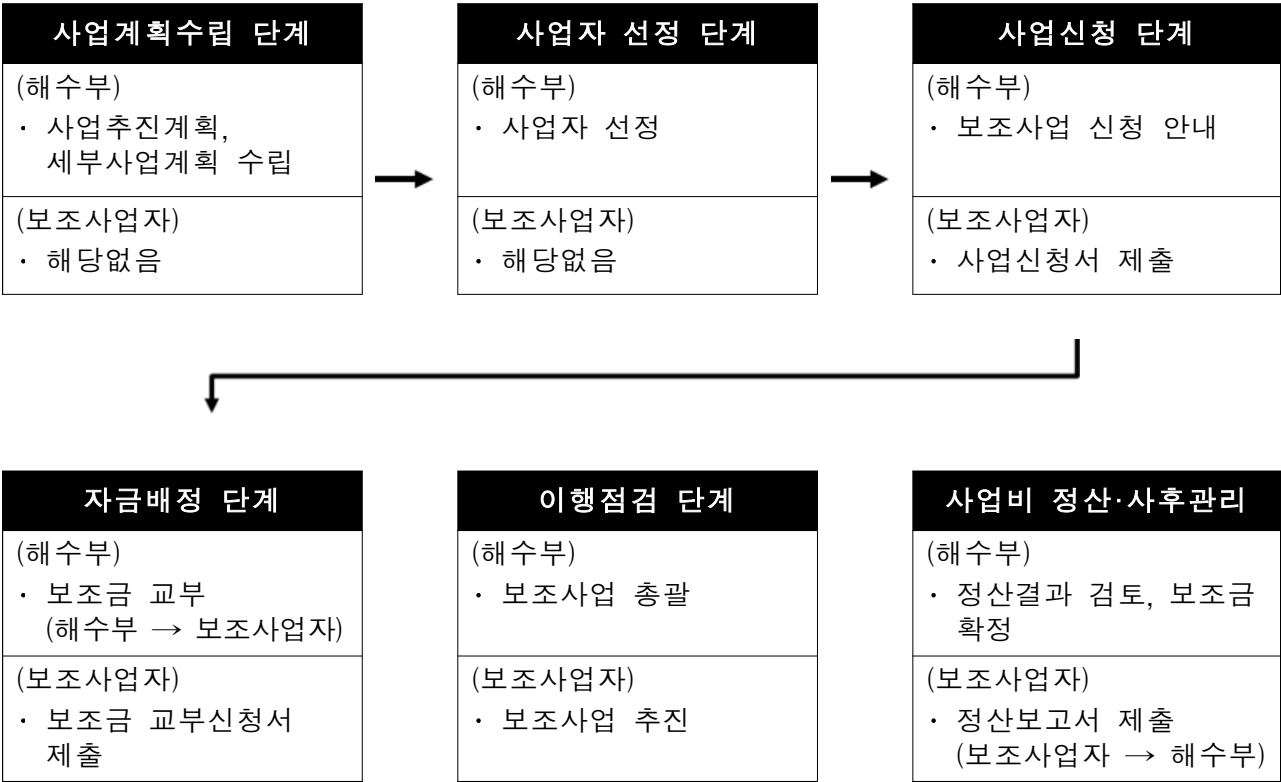 사업계획수립 단계
(해수부)
· 사업추진계획,
세부사업계획 수립
(보조사업자)
· 해당없음
사업자 선정 단계
(해수부)
· 사업자 선정
(보조사업자)
· 해당없음
사업신청 단계
(해수부)
· 보조사업 신청 안내
(보조사업자)
· 사업신청서 제출
자금배정 단계
(해수부)
· 보조금 교부
(해수부 → 보조사업자)
(보조사업자)
· 보조금 교부신청서
제출
이행점검 단계
(해수부)
· 보조사업 총괄
(보조사업자)
· 보조사업 추진
사업비 정산·사후관리
(해수부)
· 정산결과 검토, 보조금
확정
(보조사업자)
· 정산보고서 제출
(보조사업자 → 해수부)